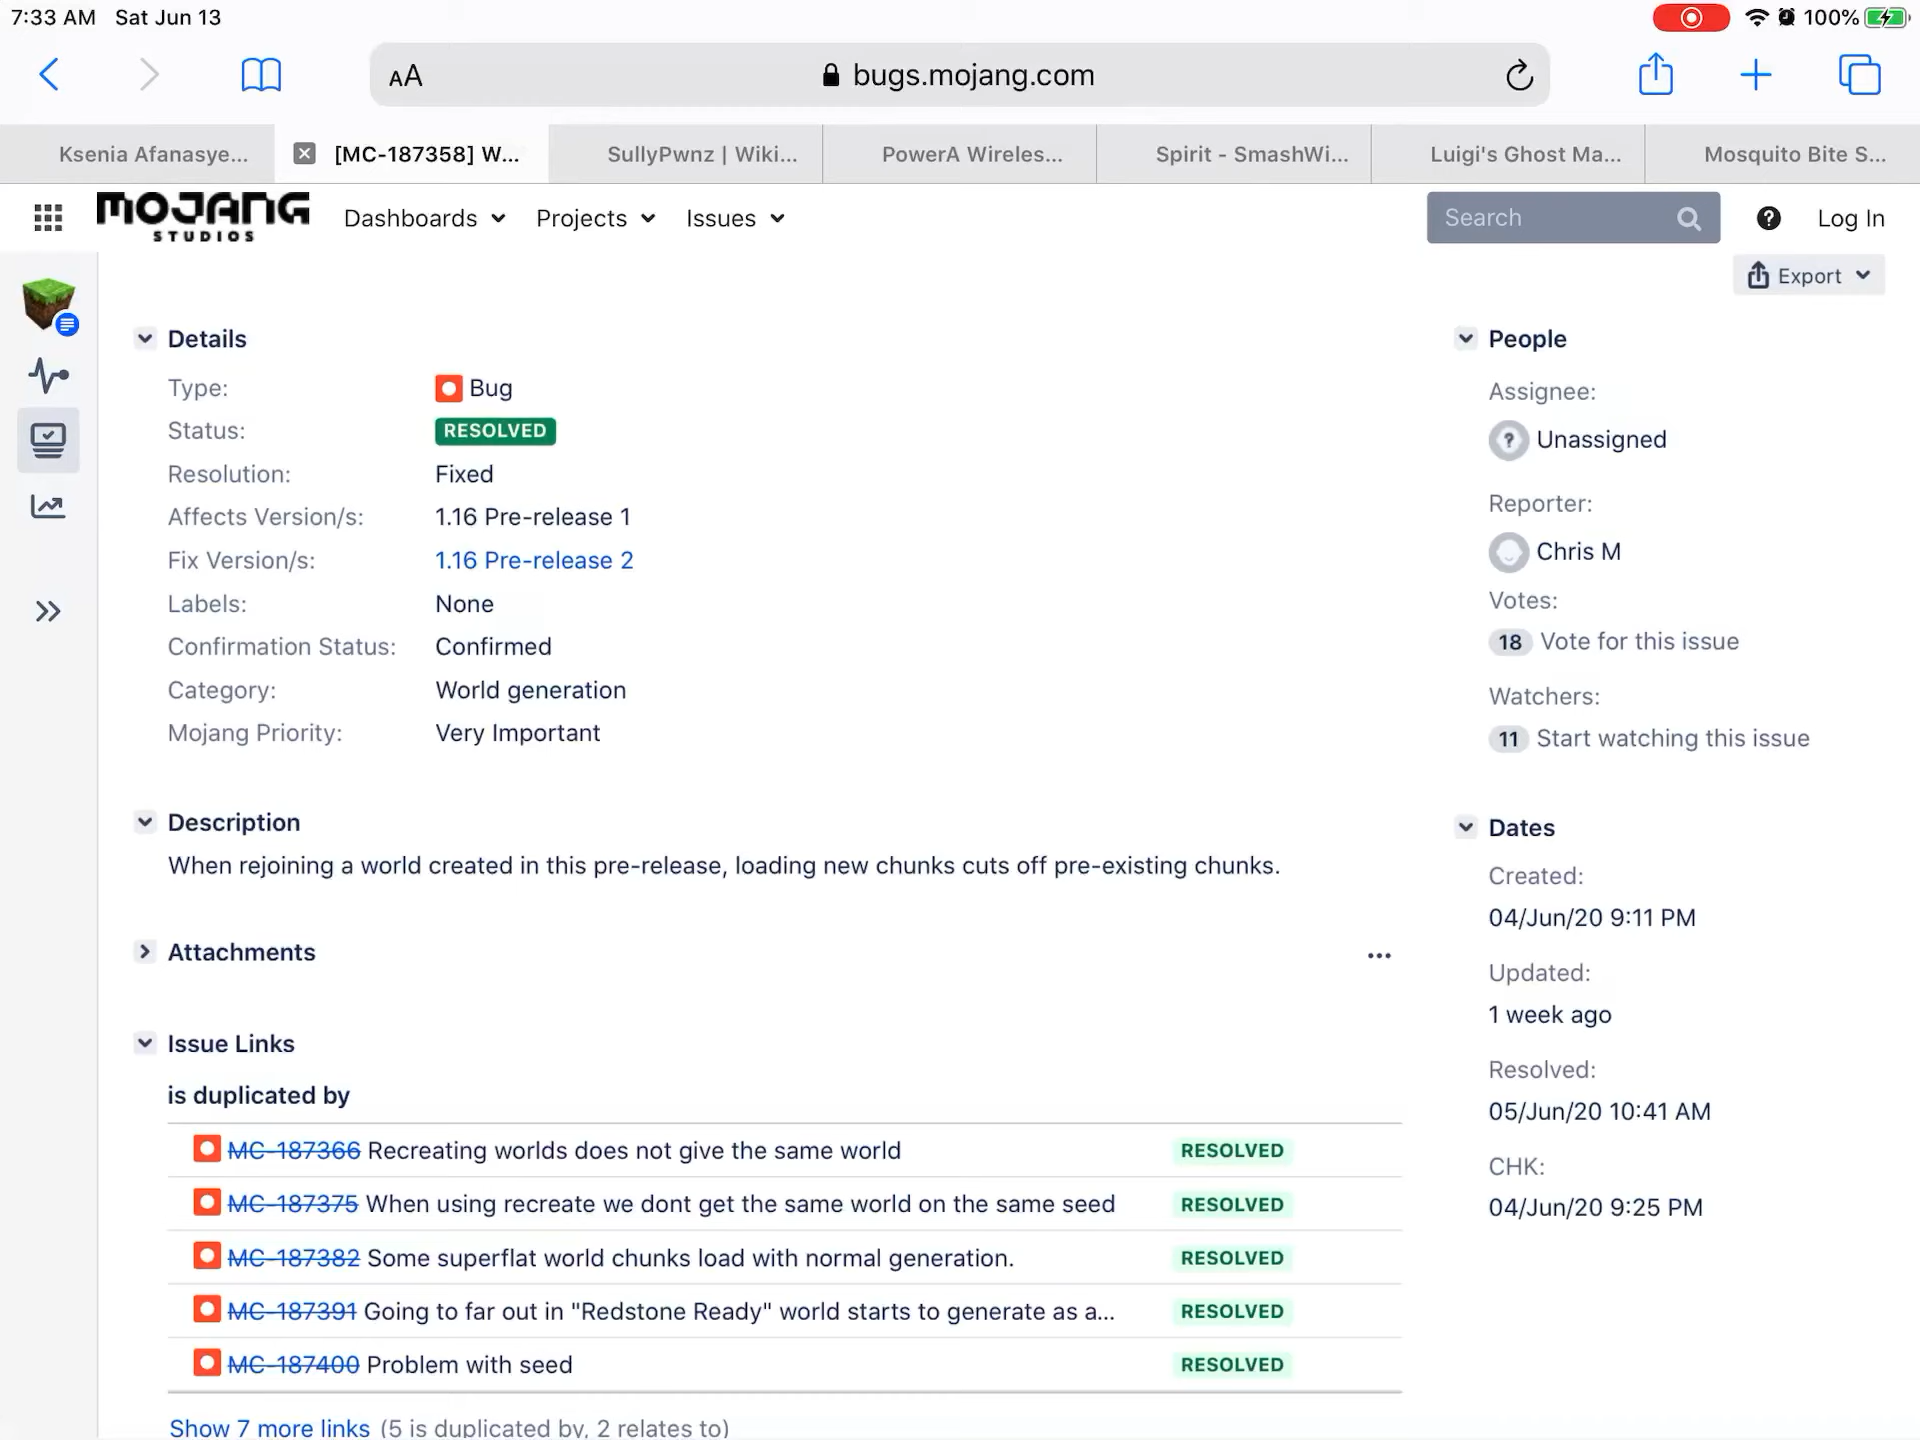 7:33 AM Sat Jun 13
100%
AA
bugs.mojang.com
Ksenia Afanasye...
[MC-187358] W...
SullyPwnz | Wiki...
PowerA Wireles...
Spirit - SmashWi...
Luigi's Ghost Ma...
Mosquito Bite S...
MOJANG
STUDIOS
Dashboards
Projects
Issues
Search
Log In
Export
Details
Type: Bug
Status: RESOLVED
Resolution: Fixed
Affects Version/s: 1.16 Pre-release 1
Fix Version/s: 1.16 Pre-release 2
Labels: None
Confirmation Status: Confirmed
Category: World generation
Mojang Priority: Very Important
Description
When rejoining a world created in this pre-release, loading new chunks cuts off pre-existing chunks.
Attachments
Issue Links
is duplicated by
MC-187366 Recreating worlds does not give the same world RESOLVED
MC-187375 When using recreate we dont get the same world on the same seed RESOLVED
MC-187382 Some superflat world chunks load with normal generation. RESOLVED
MC-187391 Going to far out in "Redstone Ready" world starts to generate as a... RESOLVED
MC-187400 Problem with seed RESOLVED
Show 7 more links (5 is duplicated by, 2 relates to)
People
Assignee:
Unassigned
Reporter:
Chris M
Votes:
18 Vote for this issue
Watchers:
11 Start watching this issue
Dates
Created:
04/Jun/20 9:11 PM
Updated:
1 week ago
Resolved:
05/Jun/20 10:41 AM
CHK:
04/Jun/20 9:25 PM